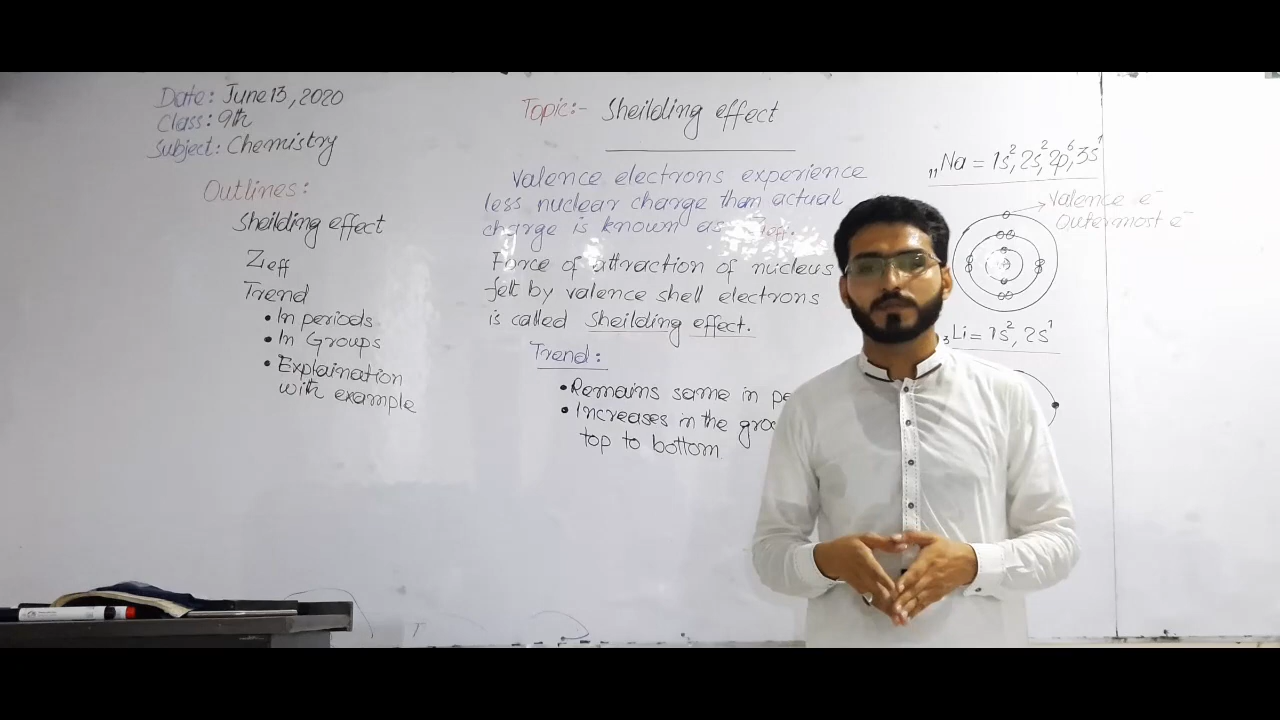 Date: June 13, 2020
Class: 9th
Subject: Chemistry
Outlines:
Sheilding effect
Zeff
Trend
• In periods
• In Groups
• Explaination
with example
Topic:- Sheilding effect
Valence electrons experience
less nuclear charge than actual
charge is known as Zeff.
Force of attraction of nucleus
felt by valence shell electrons
is called Sheilding effect.
Trend:
• Remains same in
• Increases in the
top to bottom
₁₁Na = 1s², 2s², 2p⁶, 3s¹
Valence e⁻
Outermost e⁻
₃Li = 1s², 2s¹